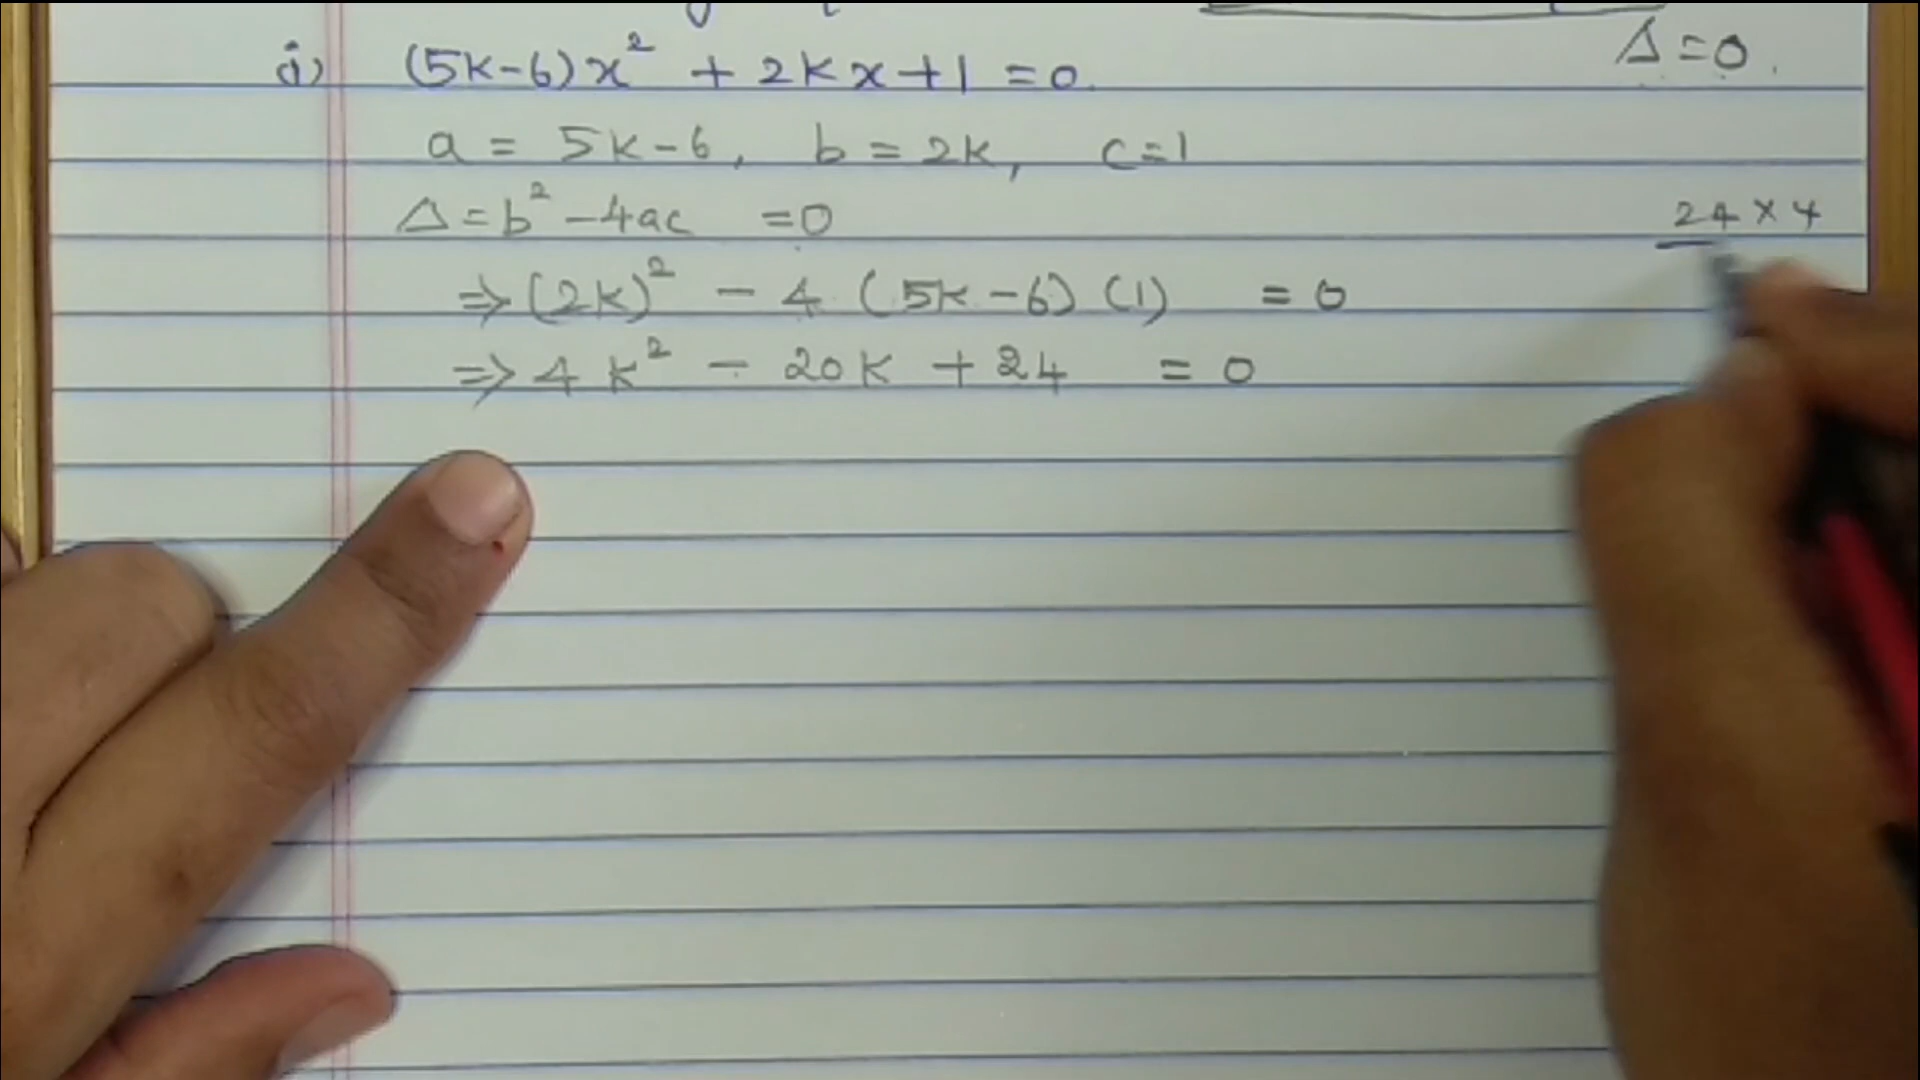 Δ = 0.
i) (5k-6)x² + 2kx + 1 = 0.
a = 5k-6, b = 2k, c=1
Δ = b² - 4ac = 0
24 × 4
⇒ (2k)² - 4 (5k-6) (1) = 0
⇒ 4k² - 20k + 24 = 0